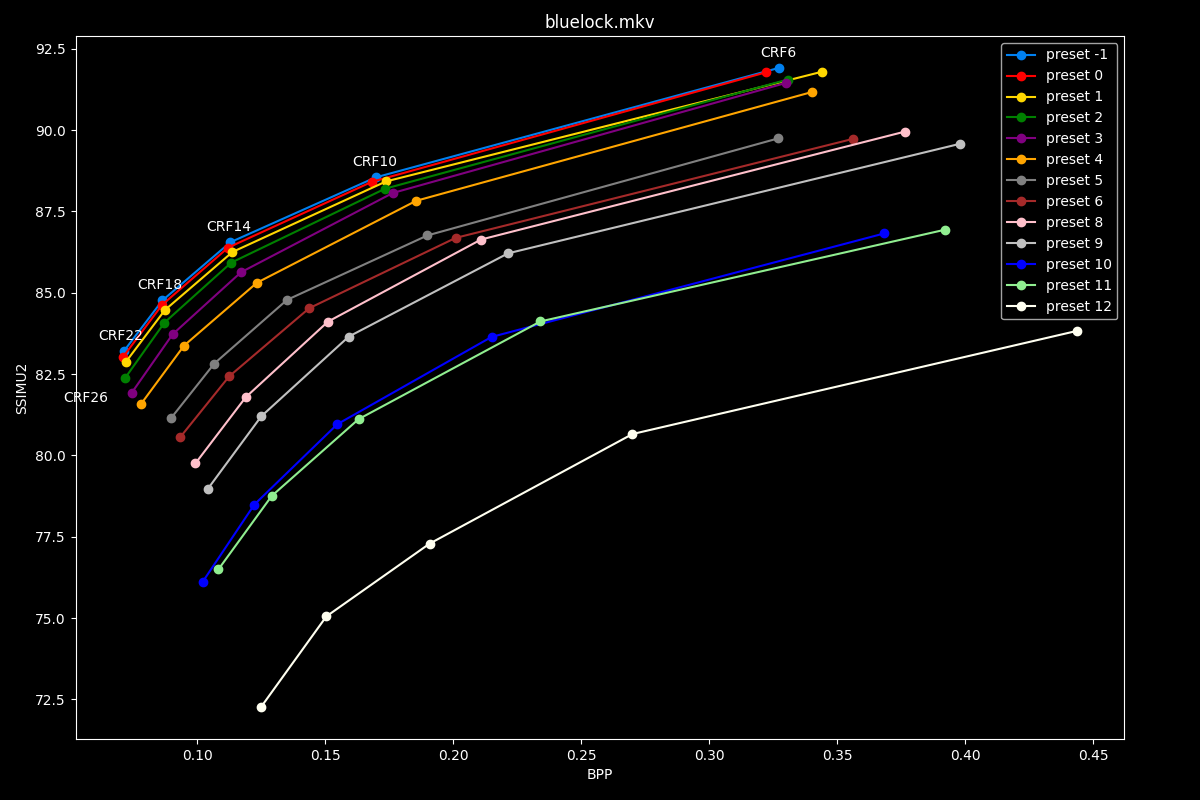 bluelock.mkv
92.5
90.0
87.5
85.0
82.5
80.0
77.5
75.0
72.5
SSIMU2
CRF6
CRF10
CRF14
CRF18
CRF22
CRF26
preset -1
preset 0
preset 1
preset 2
preset 3
preset 4
preset 5
preset 6
preset 8
preset 9
preset 10
preset 11
preset 12
0.10 0.15 0.20 0.25 0.30 0.35 0.40 0.45
BPP